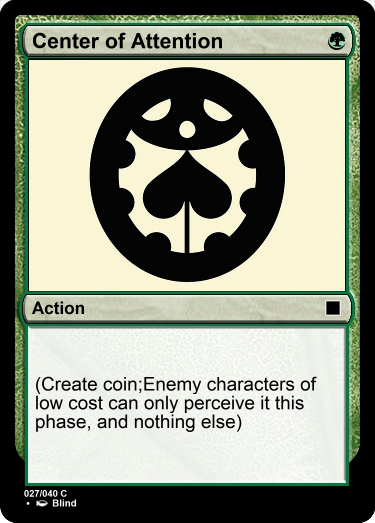 Center of Attention
Action
(Create coin;Enemy characters of
low cost can only perceive it this
phase, and nothing else)
027/040 C
• Blind